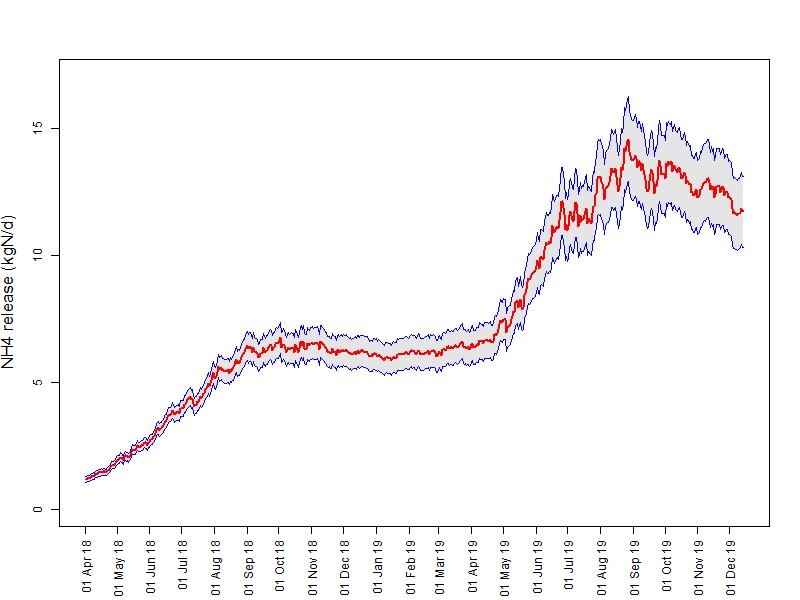 NH4 release (kgN/d)
15
10
5
0
01 Apr 18
01 May 18
01 Jun 18
01 Jul 18
01 Aug 18
01 Sep 18
01 Oct 18
01 Nov 18
01 Dec 18
01 Jan 19
01 Feb 19
01 Mar 19
01 Apr 19
01 May 19
01 Jun 19
01 Jul 19
01 Aug 19
01 Sep 19
01 Oct 19
01 Nov 19
01 Dec 19